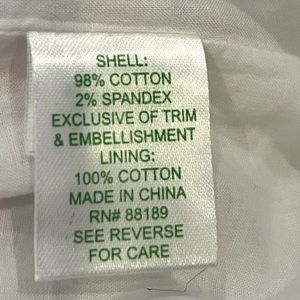 SHELL:
98% COTTON
2% SPANDEX
EXCLUSIVE OF TRIM
& EMBELLISHMENT
LINING:
100% COTTON
MADE IN CHINA
RN# 88189
SEE REVERSE
FOR CARE